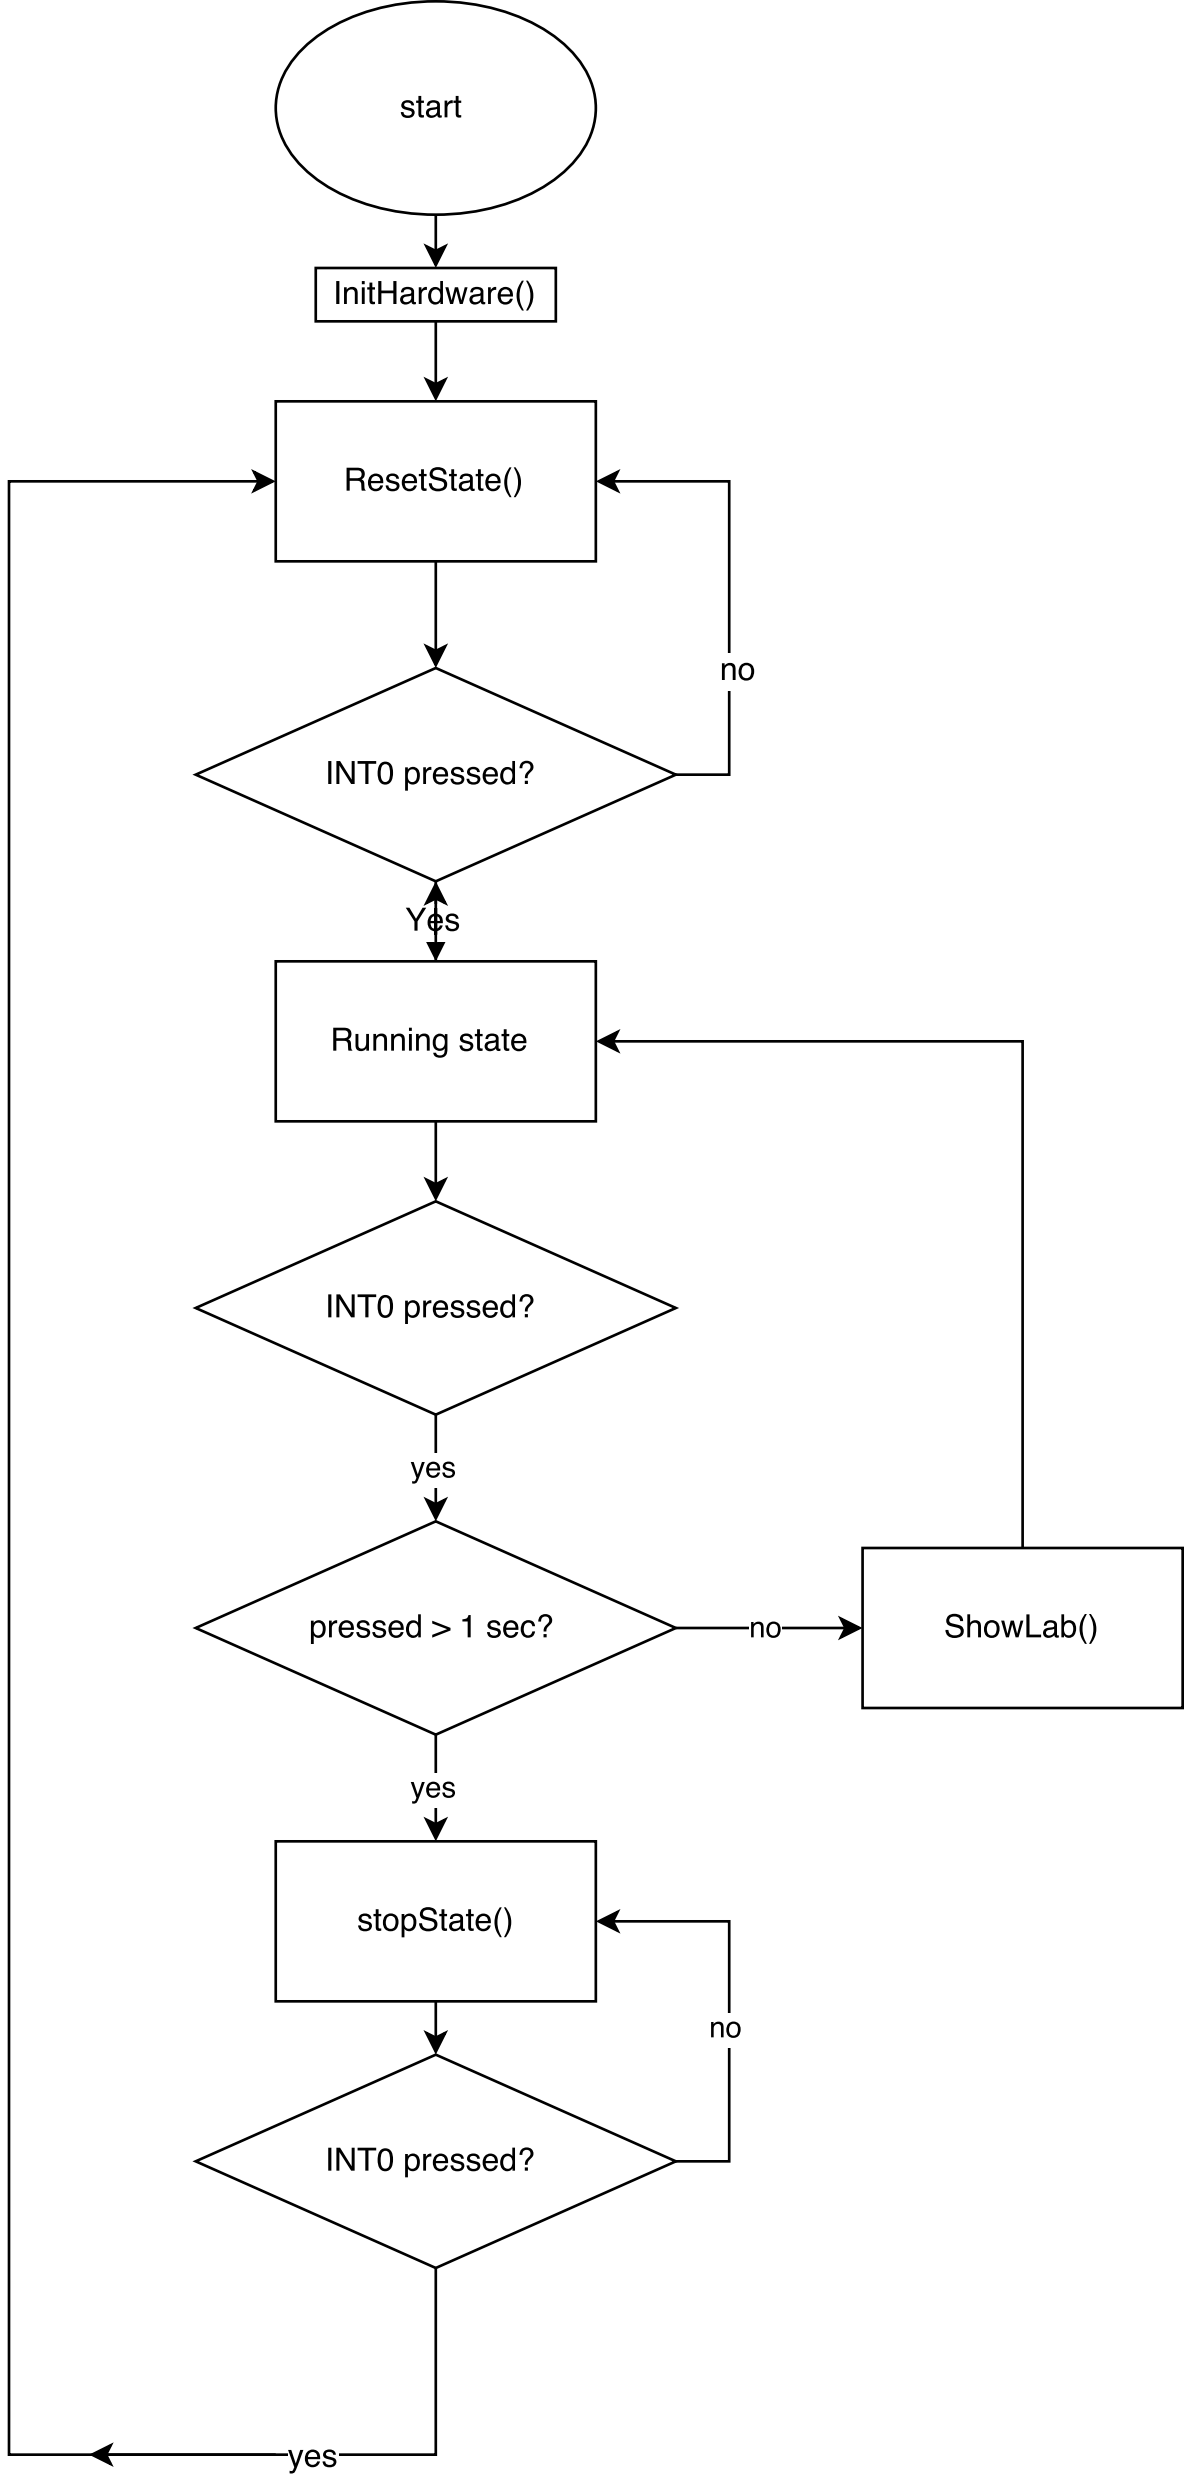 start
InitHardware()
ResetState()
no
INT0 pressed?
Yes
Running state
INT0 pressed?
yes
pressed > 1 sec?
no
ShowLab()
yes
stopState()
no
INT0 pressed?
yes